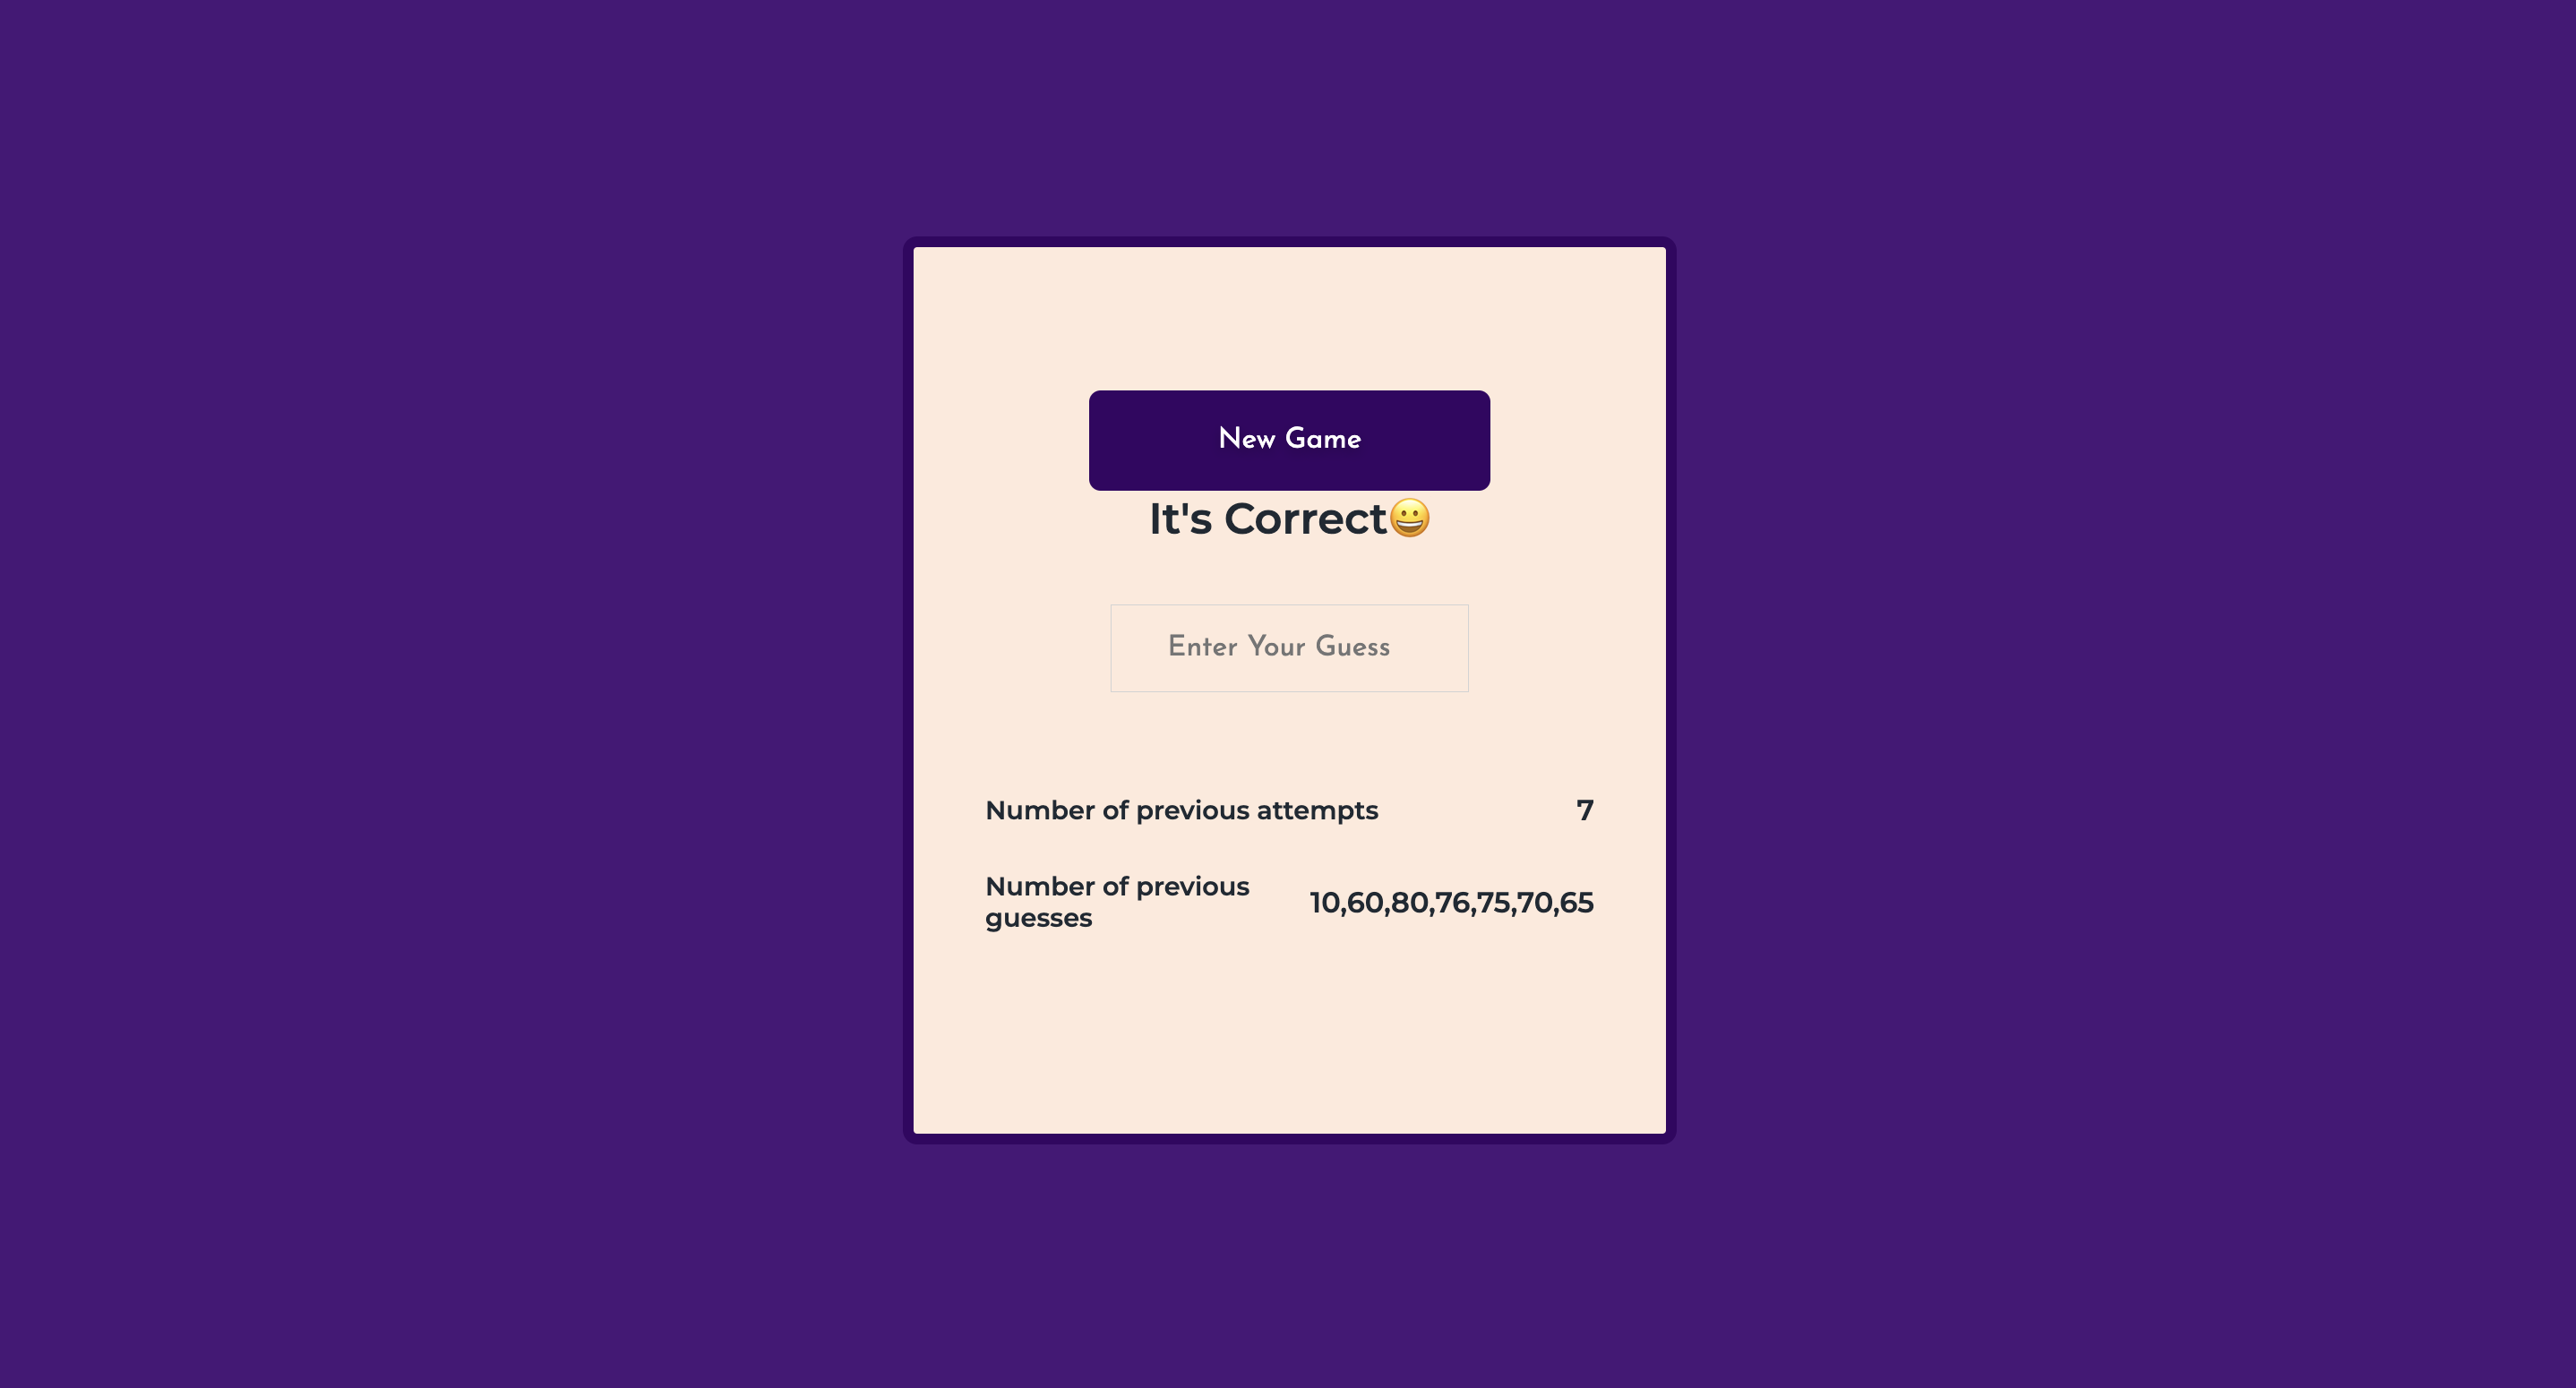 New Game
It's Correct😀
Enter Your Guess
Number of previous attempts 7
Number of previous
guesses
10,60,80,76,75,70,65